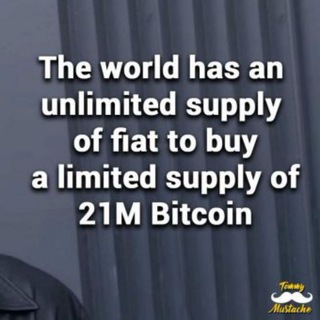 The world has an
unlimited supply
of fiat to buy
a limited supply of
21M Bitcoin
Tommy
Mustache